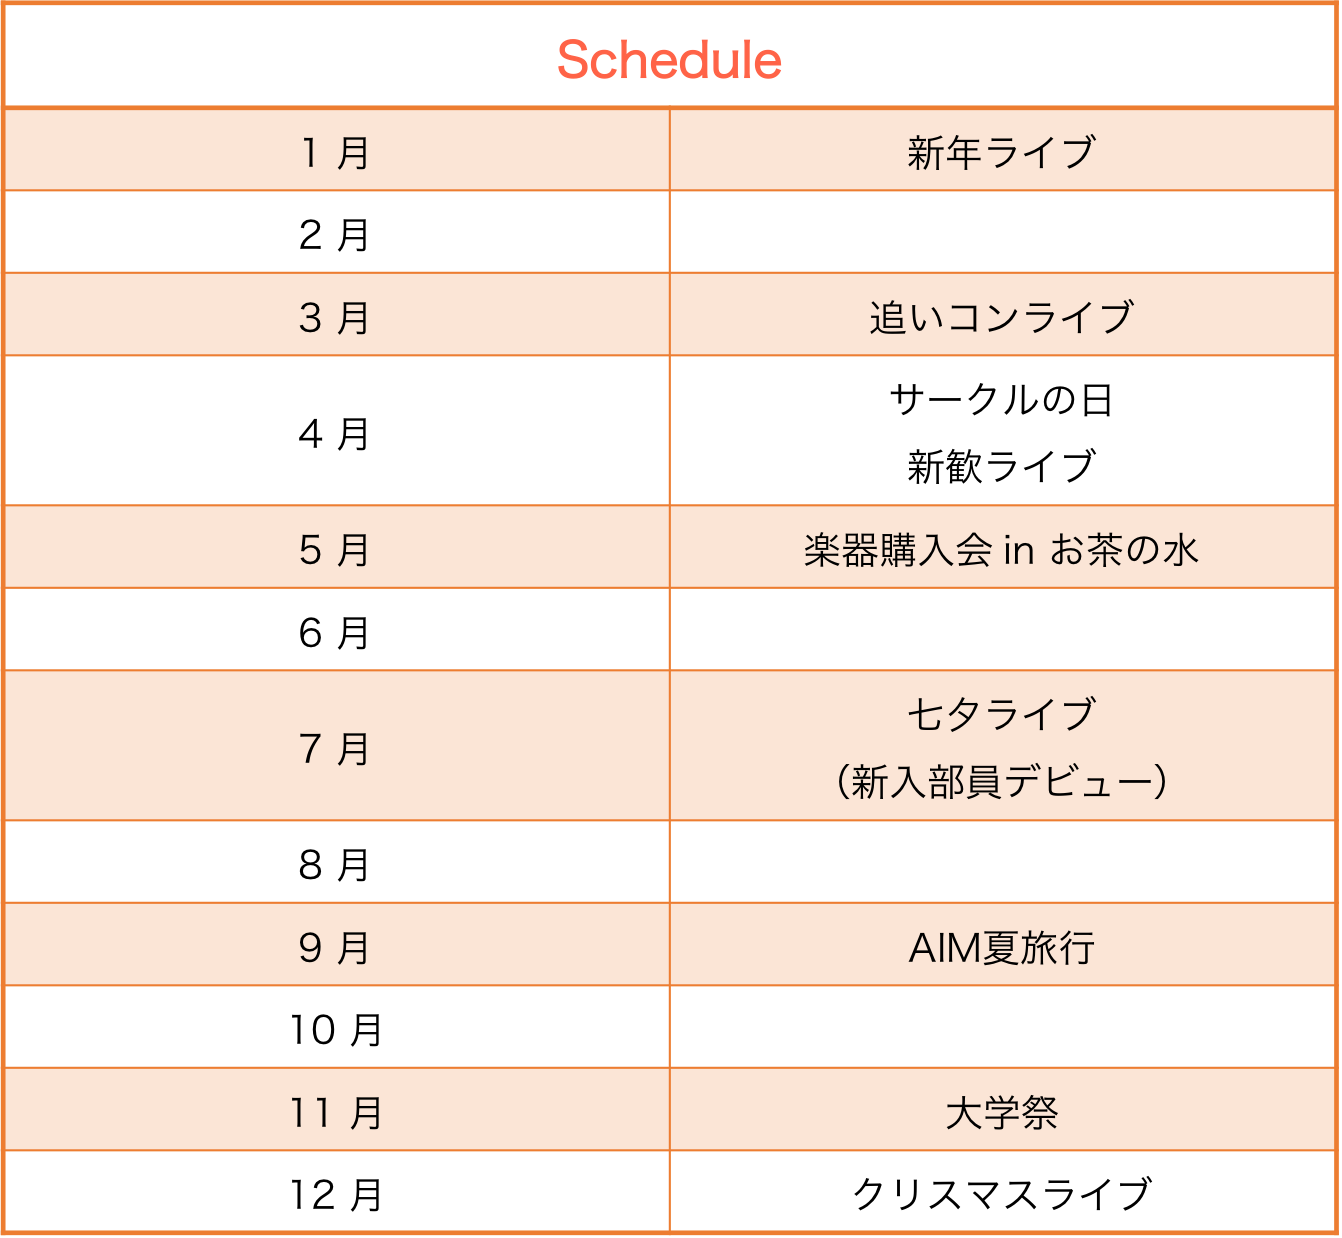 Schedule
1 月 新年ライブ
2 月
3 月 追いコンライブ
4 月 サークルの日
新歓ライブ
5 月 楽器購入会 in お茶の水
6 月
7 月 七夕ライブ
（新入部員デビュー）
8 月
9 月 AIM夏旅行
10 月
11 月 大学祭
12 月 クリスマスライブ